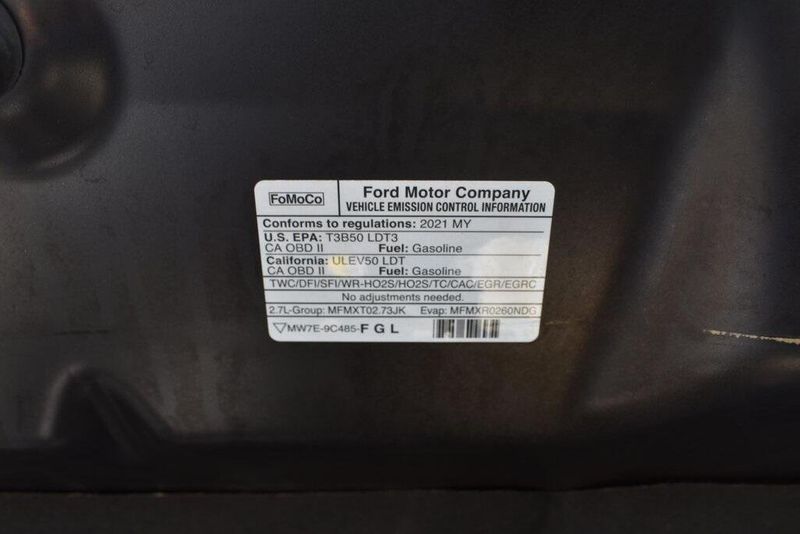 FoMoCo
Ford Motor Company
VEHICLE EMISSION CONTROL INFORMATION
Conforms to regulations: 2021 MY
U.S. EPA: T3B50 LDT3
CA OBD II Fuel: Gasoline
California: ULEV50 LDT
CA OBD II Fuel: Gasoline
TWC/DFI/SFI/WR-HO2S/HO2S/TC/CAC/EGR/EGRC
No adjustments needed.
2.7L-Group: MFMXT02.73JK Evap: MFMXR0260NDG
MW7E-9C485-F G L